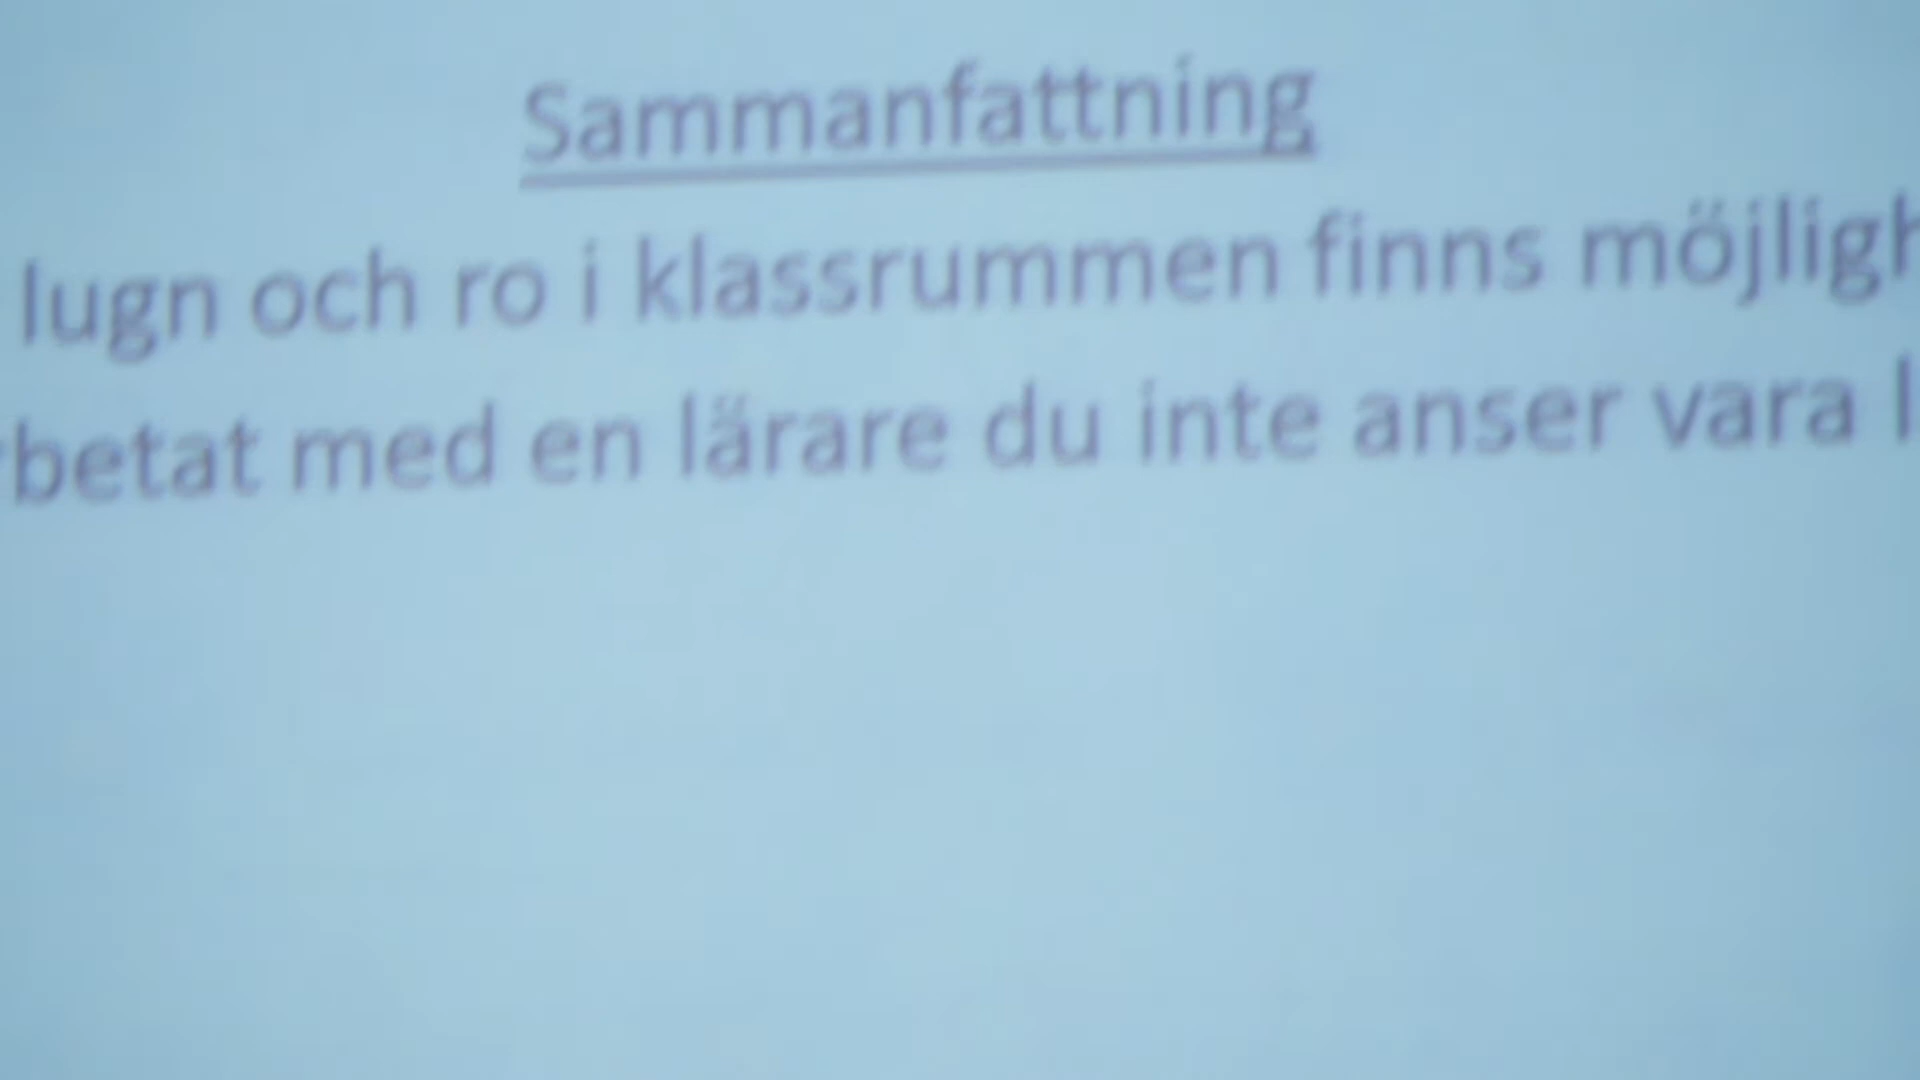 Sammanfattning
lugn och ro i klassrummen finns möjligh
betat med en lärare du inte anser vara l